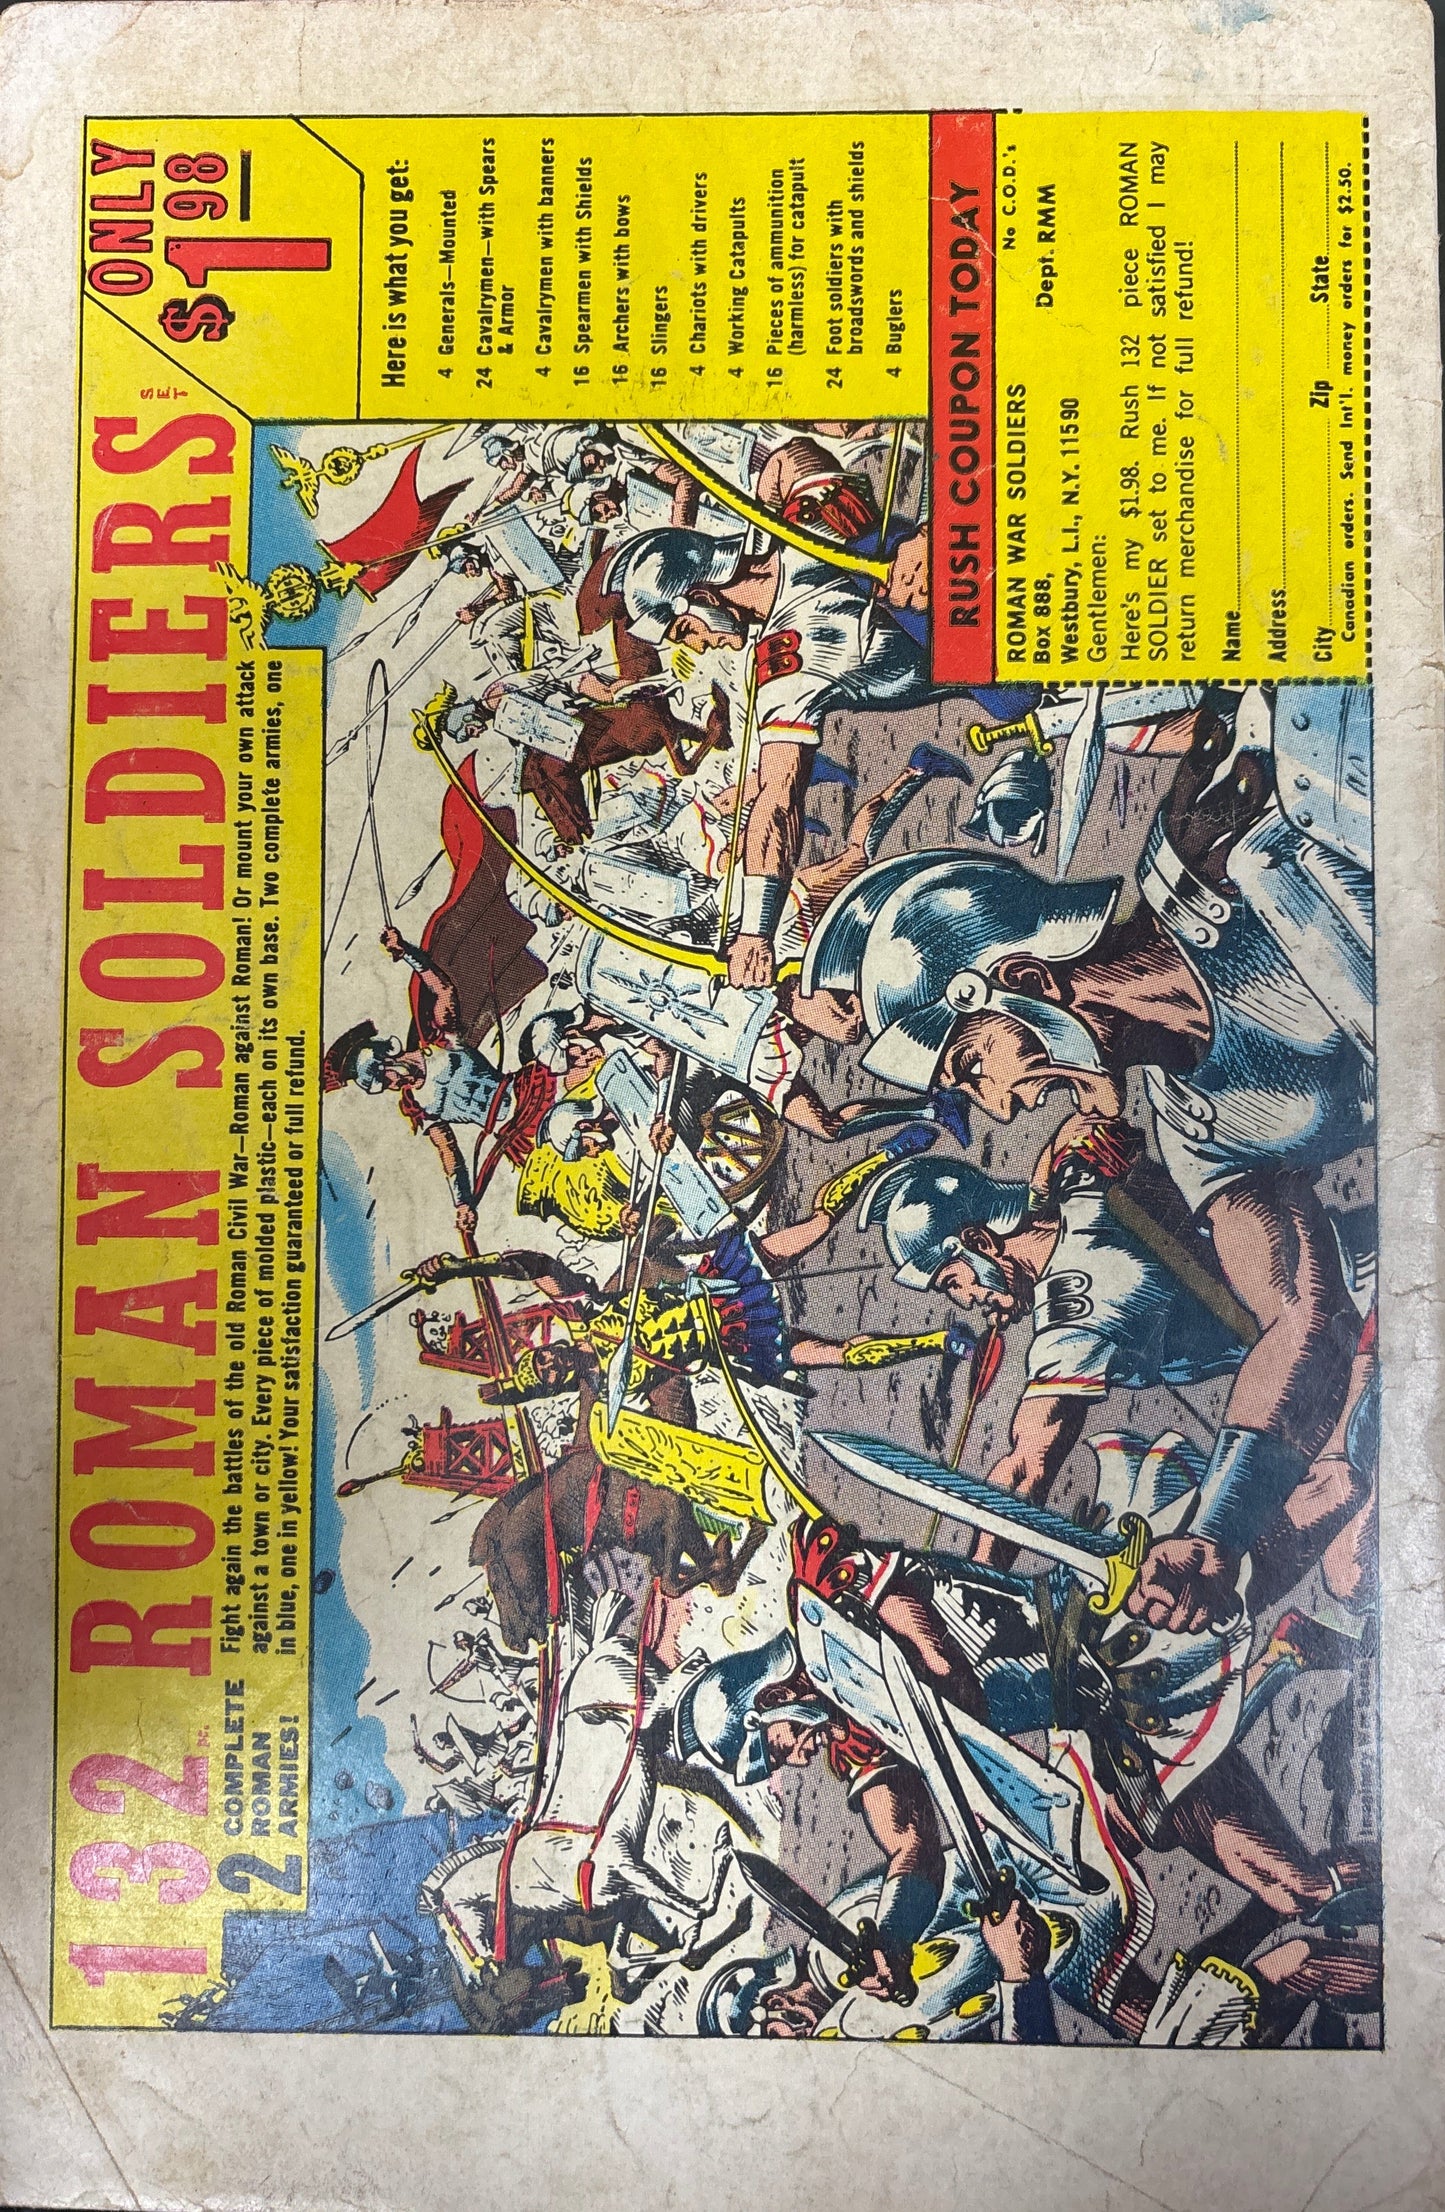 132 PC. ROMAN SOLDIERS SET
ONLY
$1.98
2 COMPLETE
ROMAN
ARMIES!
Fight again the battles of the old Roman Civil War—Roman against Roman! Or mount your own attack
against a town or city. Every piece of molded plastic—each on its own base. Two complete armies, one
in blue, one in yellow! Your satisfaction guaranteed or full refund.
Here is what you get:
4 Generals—Mounted
24 Cavalrymen—with Spears
& Armor
4 Cavalrymen with banners
16 Spearmen with Shields
16 Archers with bows
16 Slingers
4 Chariots with drivers
4 Working Catapults
16 Pieces of ammunition
(harmless) for catapult
24 Foot soldiers with
broadswords and shields
4 Buglers
RUSH COUPON TODAY
No C.O.D.'s
ROMAN WAR SOLDIERS
Box 888, Dept. RMM
Westbury, L.I., N.Y. 11590
Gentlemen:
Here's my $1.98. Rush 132 piece ROMAN
SOLDIER set to me. If not satisfied I may
return merchandise for full refund!
Name
Address
City Zip State
Canadian orders. Send Int'l. money orders for $2.50.